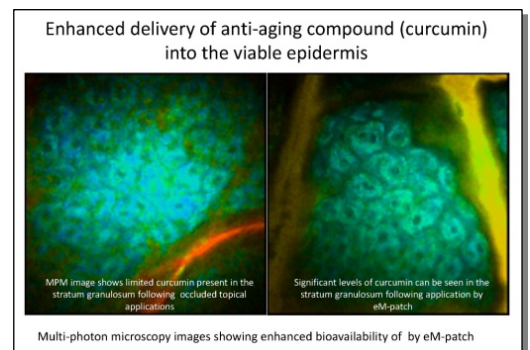 Enhanced delivery of anti-aging compound (curcumin)
into the viable epidermis
MPM image shows limited curcumin present in the
stratum granulosum following occluded topical
applications
Significant levels of curcumin can be seen in the
stratum granulosum following application by
eM-patch
Multi-photon microscopy images showing enhanced bioavailability of by eM-patch